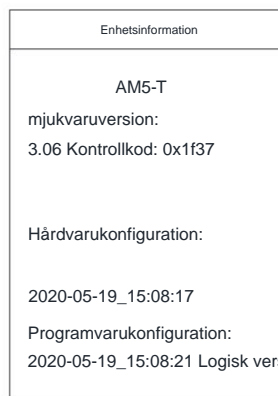 Enhetsinformation
AM5-T
mjukvaruversion:
3.06 Kontrollkod: 0x1f37
Hårdvarukonfiguration:
2020-05-19_15:08:17
Programvarukonfiguration:
2020-05-19_15:08:21 Logisk vers